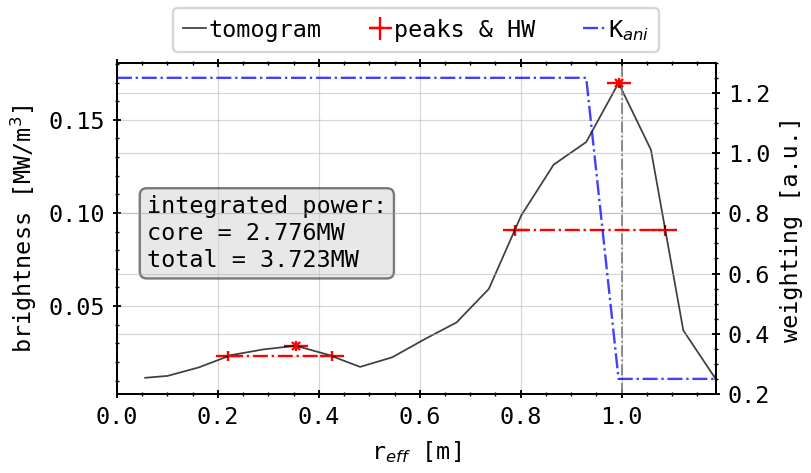 tomogram peaks & HW K_ani
brightness [MW/m³]
0.15
0.10
0.05
integrated power:
core = 2.776MW
total = 3.723MW
1.2
1.0
0.8
0.6
0.4
0.2
weighting [a.u.]
0.0 0.2 0.4 0.6 0.8 1.0
r_eff [m]